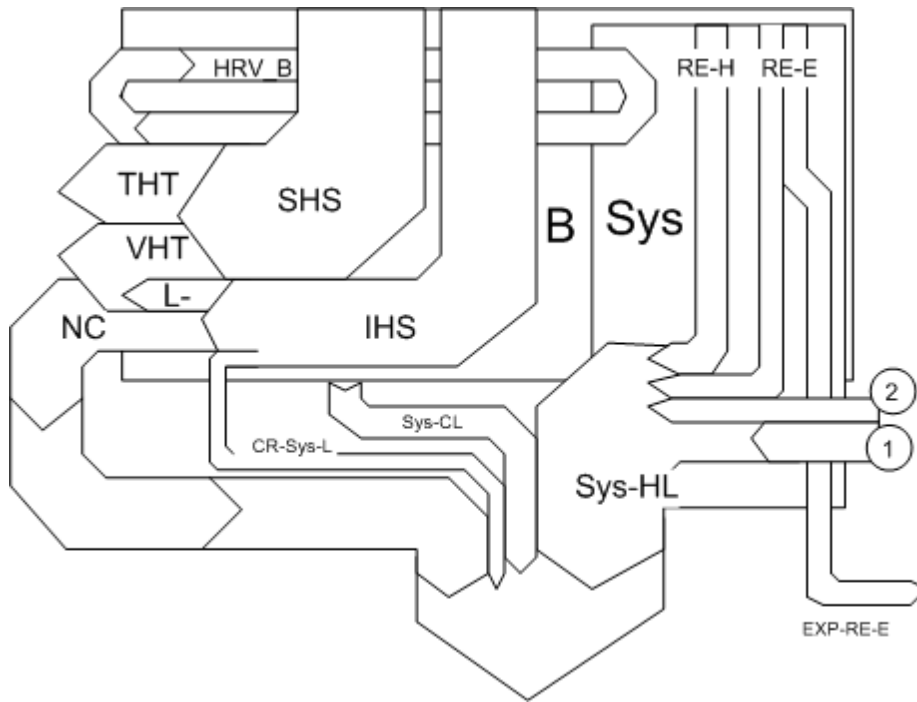 HRV_B
RE-H
RE-E
THT
SHS
B
Sys
VHT
L-
NC
IHS
2
Sys-CL
CR-Sys-L
1
Sys-HL
EXP-RE-E